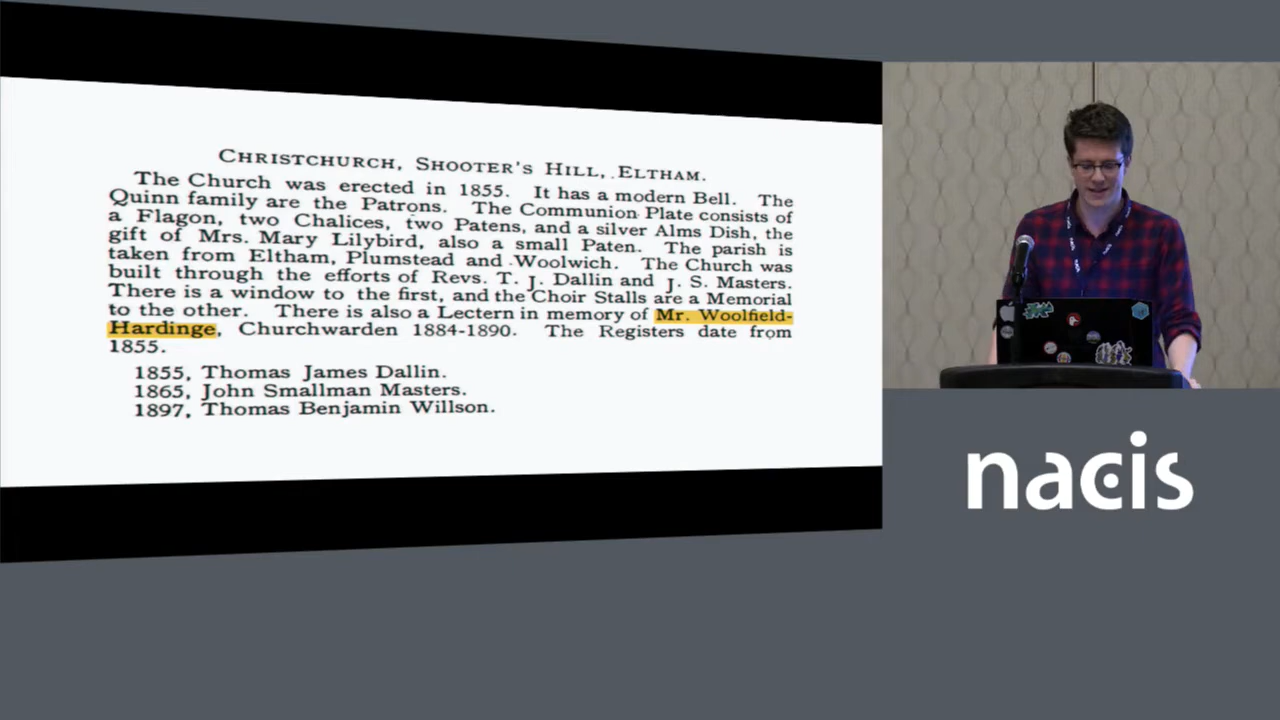 CHRISTCHURCH, SHOOTER'S HILL, ELTHAM.
The Church was erected in 1855. It has a modern Bell. The
Quinn family are the Patrons. The Communion Plate consists of
a Flagon, two Chalices, two Patens, and a silver Alms Dish, the
gift of Mrs. Mary Lilybird, also a small Paten. The parish is
taken from Eltham, Plumstead and Woolwich. The Church was
built through the efforts of Revs. T. J. Dallin and J. S. Masters.
There is a window to the first, and the Choir Stalls are a Memorial
to the other. There is also a Lectern in memory of Mr. Woolfield-
Hardinge, Churchwarden 1884-1890. The Registers date from
1855.
1855, Thomas James Dallin.
1865, John Smallman Masters.
1897, Thomas Benjamin Willson.
nacis